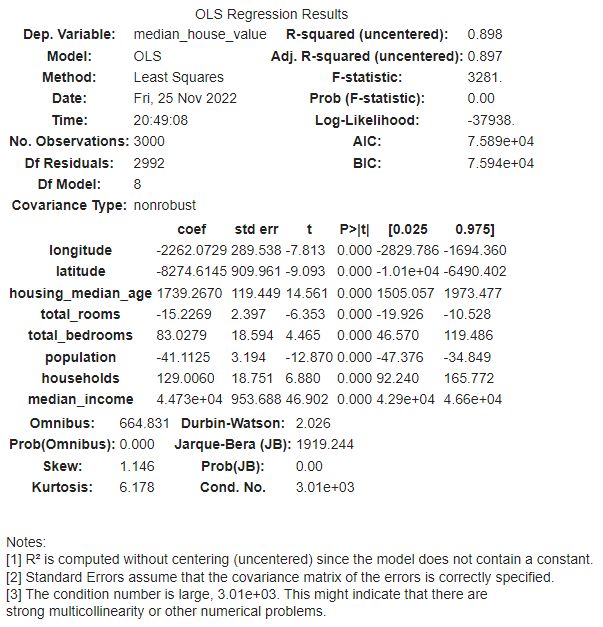 OLS Regression Results
Dep. Variable: median_house_value R-squared (uncentered): 0.898
Model: OLS Adj. R-squared (uncentered): 0.897
Method: Least Squares F-statistic: 3281.
Date: Fri, 25 Nov 2022 Prob (F-statistic): 0.00
Time: 20:49:08 Log-Likelihood: -37938.
No. Observations: 3000 AIC: 7.589e+04
Df Residuals: 2992 BIC: 7.594e+04
Df Model: 8
Covariance Type: nonrobust
coef std err t P>|t| [0.025 0.975]
longitude -2262.0729 289.538 -7.813 0.000 -2829.786 -1694.360
latitude -8274.6145 909.961 -9.093 0.000 -1.01e+04 -6490.402
housing_median_age 1739.2670 119.449 14.561 0.000 1505.057 1973.477
total_rooms -15.2269 2.397 -6.353 0.000 -19.926 -10.528
total_bedrooms 83.0279 18.594 4.465 0.000 46.570 119.486
population -41.1125 3.194 -12.870 0.000 -47.376 -34.849
households 129.0060 18.751 6.880 0.000 92.240 165.772
median_income 4.473e+04 953.688 46.902 0.000 4.29e+04 4.66e+04
Omnibus: 664.831 Durbin-Watson: 2.026
Prob(Omnibus): 0.000 Jarque-Bera (JB): 1919.244
Skew: 1.146 Prob(JB): 0.00
Kurtosis: 6.178 Cond. No. 3.01e+03
Notes:
[1] R² is computed without centering (uncentered) since the model does not contain a constant.
[2] Standard Errors assume that the covariance matrix of the errors is correctly specified.
[3] The condition number is large, 3.01e+03. This might indicate that there are
strong multicollinearity or other numerical problems.